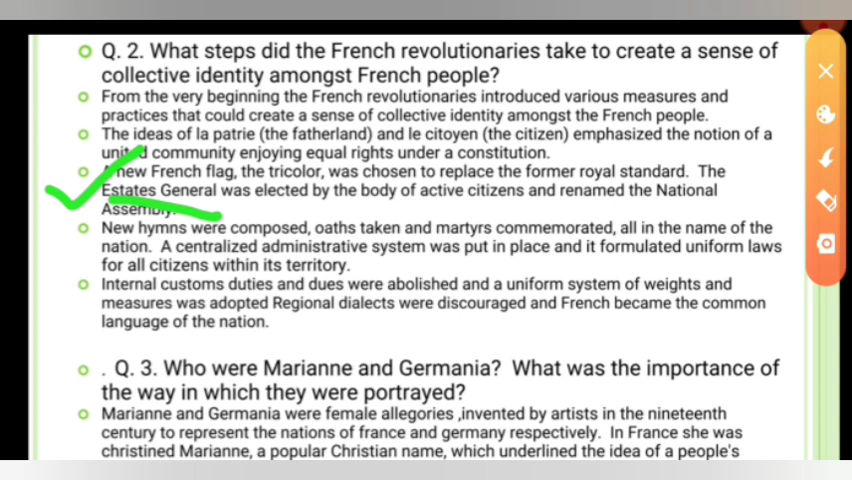 Q. 2. What steps did the French revolutionaries take to create a sense of
collective identity amongst French people?
From the very beginning the French revolutionaries introduced various measures and
practices that could create a sense of collective identity amongst the French people.
The ideas of la patrie (the fatherland) and le citoyen (the citizen) emphasized the notion of a
united community enjoying equal rights under a constitution.
A new French flag, the tricolor, was chosen to replace the former royal standard. The
Estates General was elected by the body of active citizens and renamed the National
Assembly.
New hymns were composed, oaths taken and martyrs commemorated, all in the name of the
nation. A centralized administrative system was put in place and it formulated uniform laws
for all citizens within its territory.
Internal customs duties and dues were abolished and a uniform system of weights and
measures was adopted Regional dialects were discouraged and French became the common
language of the nation.
. Q. 3. Who were Marianne and Germania? What was the importance of
the way in which they were portrayed?
Marianne and Germania were female allegories ,invented by artists in the nineteenth
century to represent the nations of france and germany respectively. In France she was
christined Marianne, a popular Christian name, which underlined the idea of a people's